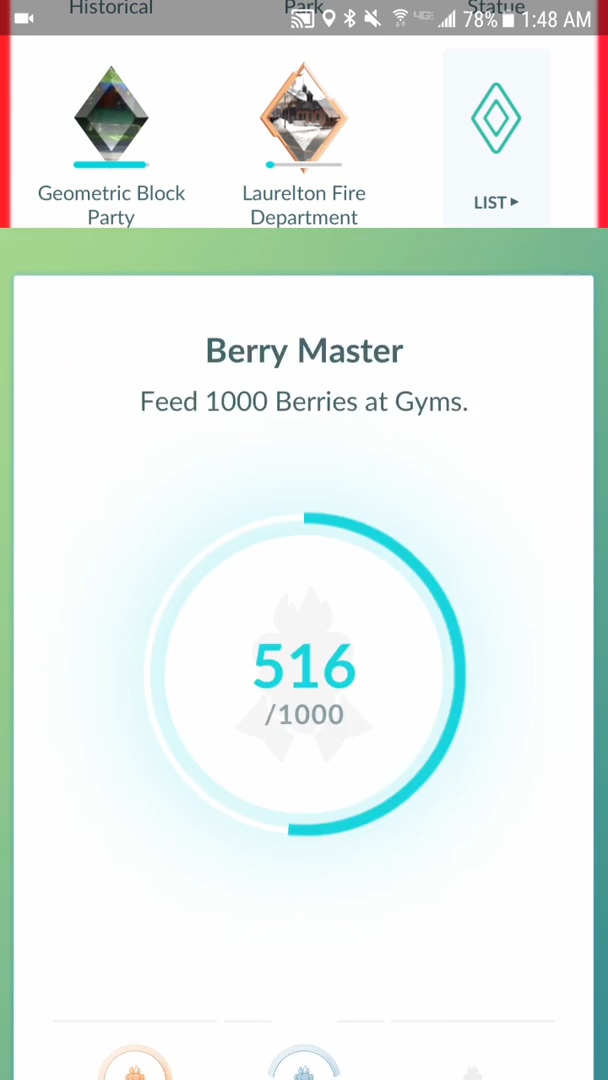 Historical
Park
Statue
4G
78%
1:48 AM
Geometric Block
Party
Laurelton Fire
Department
LIST
Berry Master
Feed 1000 Berries at Gyms.
516
/1000